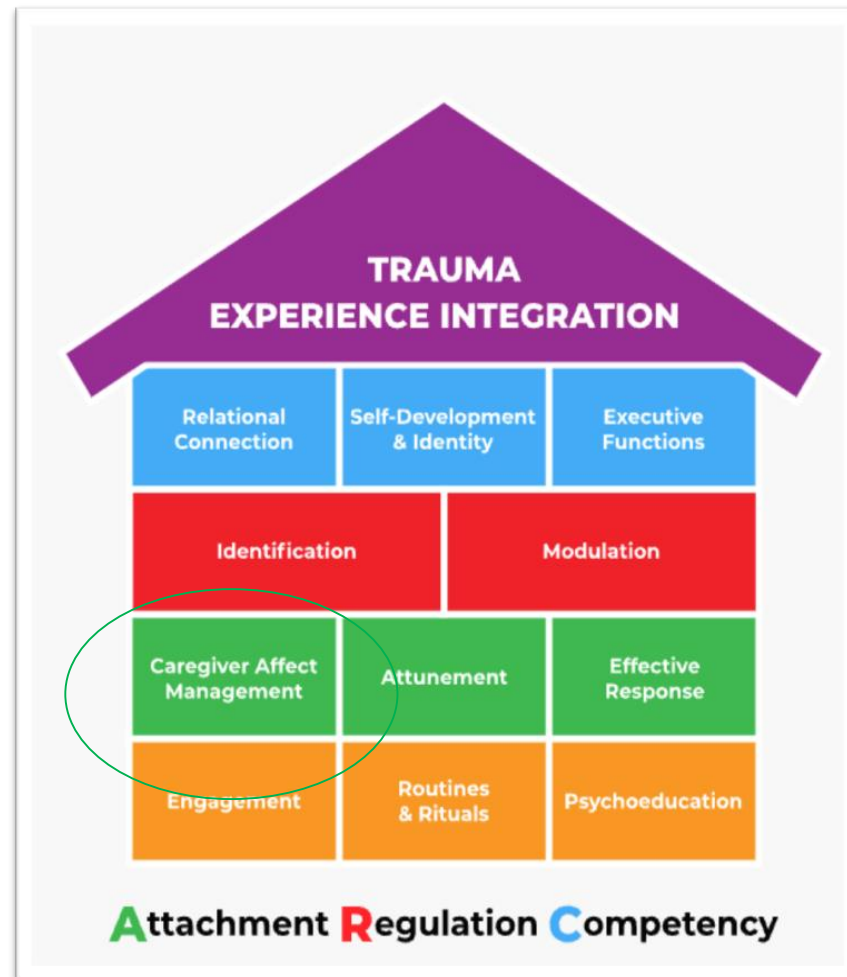 TRAUMA
EXPERIENCE INTEGRATION
Relational
Connection
Self-Development
& Identity
Executive
Functions
Identification
Modulation
Caregiver Affect
Management
Attunement
Effective
Response
Engagement
Routines
& Rituals
Psychoeducation
Attachment Regulation Competency